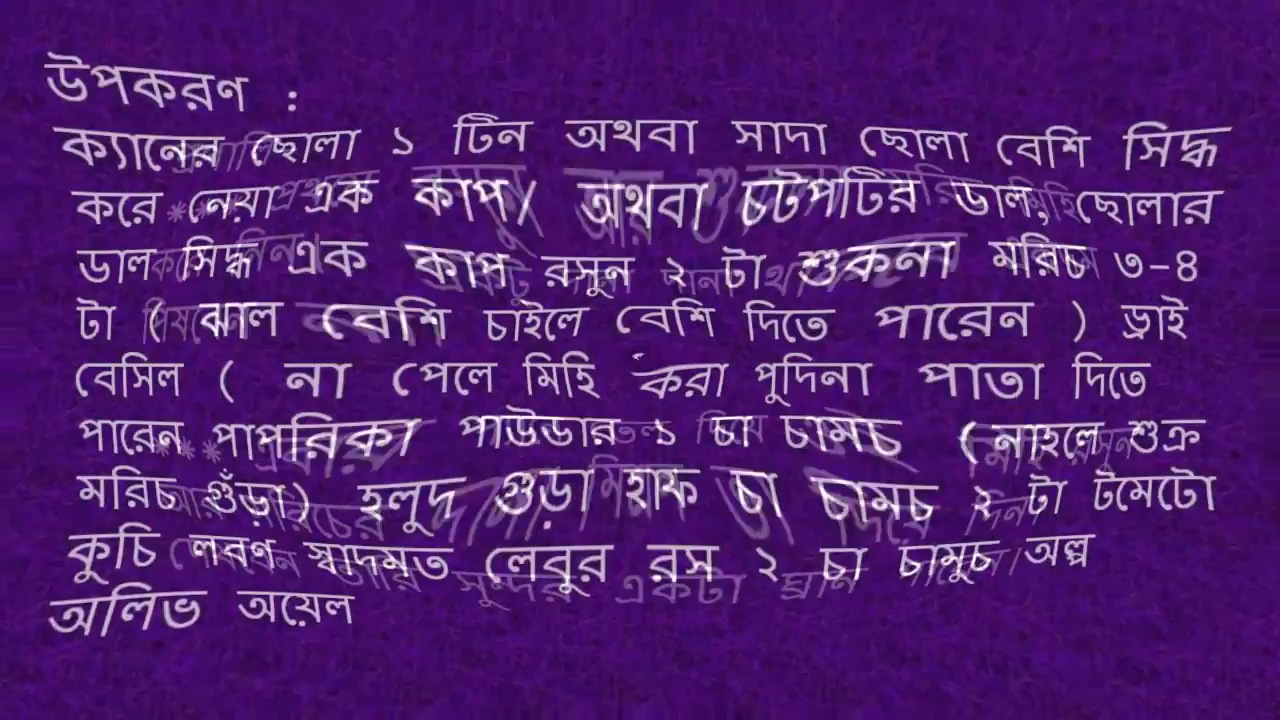 উপকরণ :
ক্যানের ছোলা ১ টিন অথবা সাদা ছোলা বেশি সিদ্ধ
করে নেয়া এক কাপ/ অথবা চটপটির ডাল, ছোলার
ডাল সিদ্ধ এক কাপ রসুন ২ টা শুকনা মরিচ ৩-৪
টা ( ঝাল বেশি চাইলে বেশি দিতে পারেন ) ড্রাই
বেসিল ( না পেলে মিহি করা পুদিনা পাতা দিতে
পারেন পাপরিকা পাউডার ১ চা চামচ ( নাহলে শুক্র
মরিচ গুঁড়া) হলুদ গুড়া হাফ চা চামচ ২ টা টমেটো
কুচি লবণ স্বাদমত লেবুর রস ২ চা চামুচ অল্প
অলিভ অয়েল